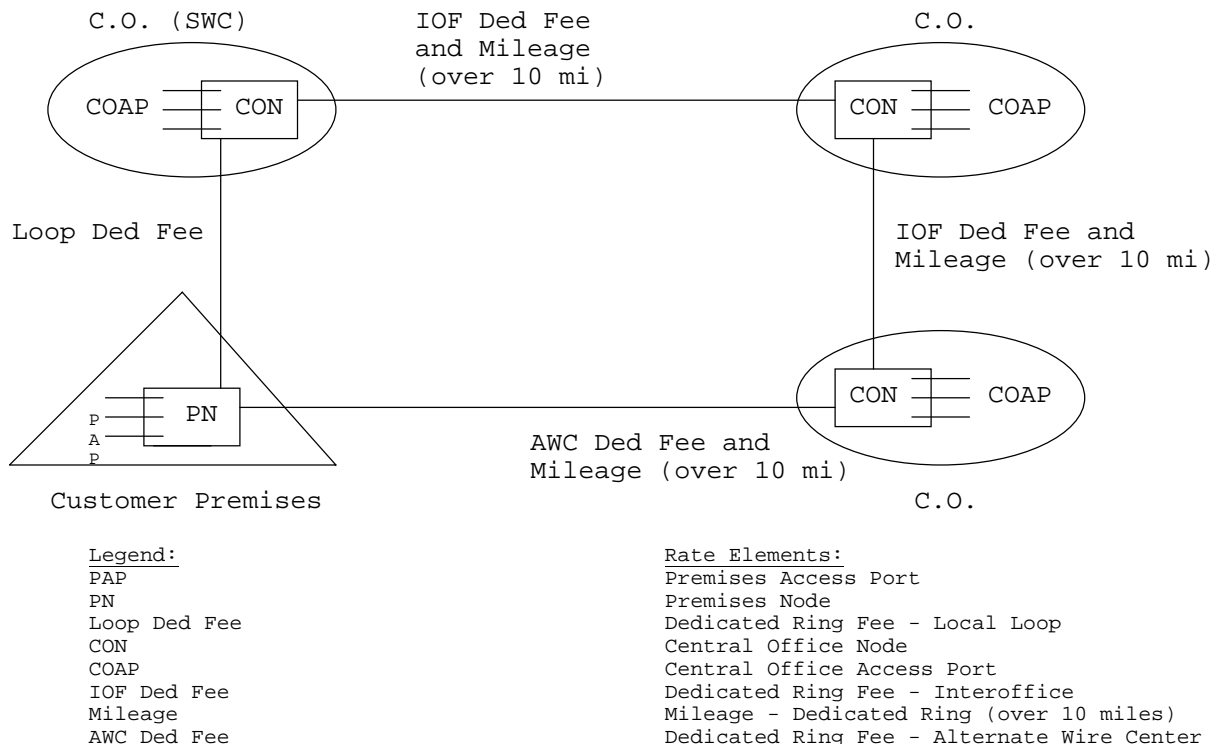 C.O. (SWC)
IOF Ded Fee
and Mileage
(over 10 mi)
C.O.
COAP
CON
CON
COAP
Loop Ded Fee
IOF Ded Fee and
Mileage (over 10 mi)
PN
P
A
P
CON
COAP
AWC Ded Fee and
Mileage (over 10 mi)
Customer Premises
C.O.
Legend:
Rate Elements:
PAP
Premises Access Port
PN
Premises Node
Loop Ded Fee
Dedicated Ring Fee - Local Loop
CON
Central Office Node
COAP
Central Office Access Port
IOF Ded Fee
Dedicated Ring Fee - Interoffice
Mileage
Mileage - Dedicated Ring (over 10 miles)
AWC Ded Fee
Dedicated Ring Fee - Alternate Wire Center